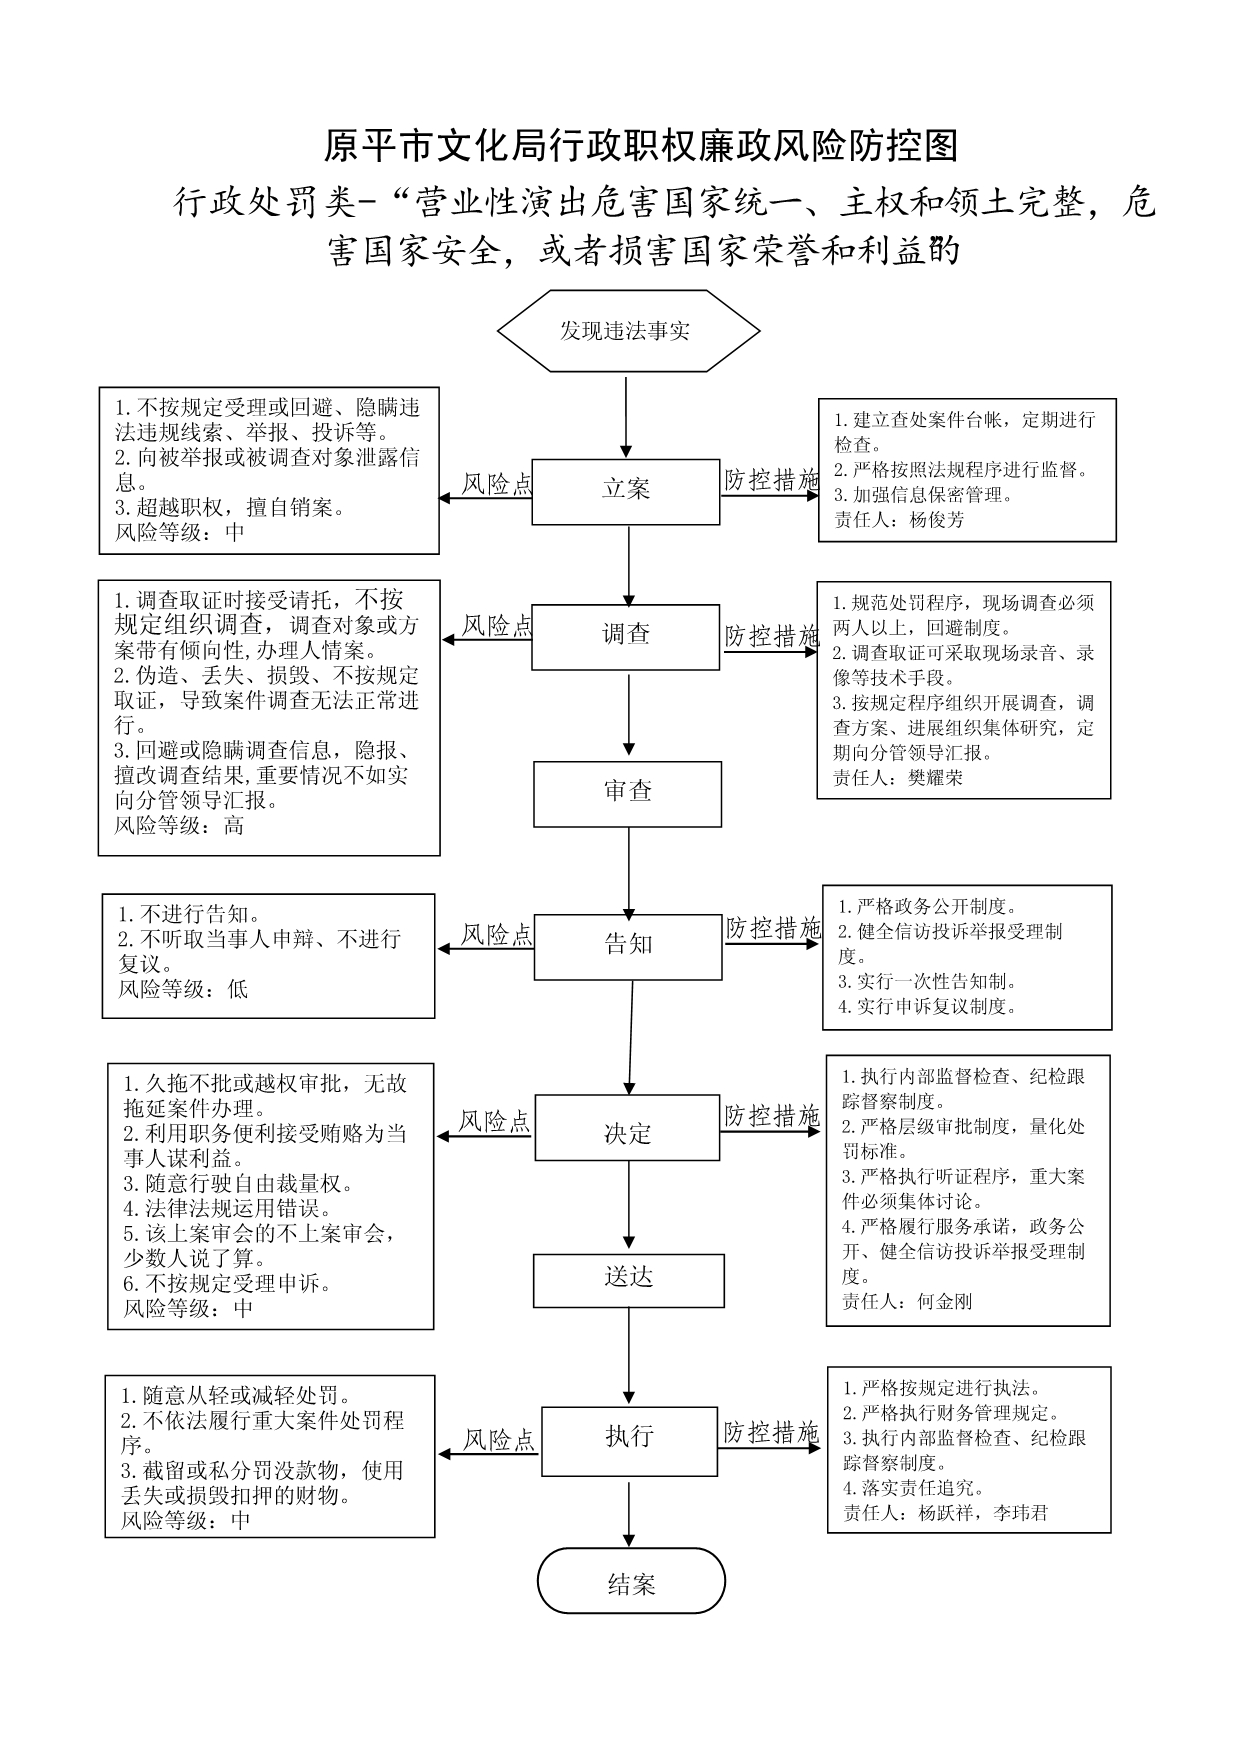 原平市文化局行政职权廉政风险防控图
行政处罚类-“营业性演出危害国家统一、主权和领土完整，危
害国家安全，或者损害国家荣誉和利益的”
发现违法事实
1.不按规定受理或回避、隐瞒违
法违规线索、举报、投诉等。
2.向被举报或被调查对象泄露信
息。
3.超越职权，擅自销案。
风险等级：中
风险点
立案
防控措施
1.建立查处案件台帐，定期进行
检查。
2.严格按照法规程序进行监督。
3.加强信息保密管理。
责任人：杨俊芳
1.调查取证时接受请托，不按
规定组织调查，调查对象或方
案带有倾向性,办理人情案。
2.伪造、丢失、损毁、不按规定
取证，导致案件调查无法正常进
行。
3.回避或隐瞒调查信息，隐报、
擅改调查结果,重要情况不如实
向分管领导汇报。
风险等级：高
风险点
调查
防控措施
1.规范处罚程序，现场调查必须
两人以上，回避制度。
2.调查取证可采取现场录音、录
像等技术手段。
3.按规定程序组织开展调查，调
查方案、进展组织集体研究，定
期向分管领导汇报。
责任人：樊耀荣
审查
1.不进行告知。
2.不听取当事人申辩、不进行
复议。
风险等级：低
风险点
告知
防控措施
1.严格政务公开制度。
2.健全信访投诉举报受理制
度。
3.实行一次性告知制。
4.实行申诉复议制度。
1.久拖不批或越权审批，无故
拖延案件办理。
2.利用职务便利接受贿赂为当
事人谋利益。
3.随意行驶自由裁量权。
4.法律法规运用错误。
5.该上案审会的不上案审会，
少数人说了算。
6.不按规定受理申诉。
风险等级：中
风险点
决定
防控措施
1.执行内部监督检查、纪检跟
踪督察制度。
2.严格层级审批制度，量化处
罚标准。
3.严格执行听证程序，重大案
件必须集体讨论。
4.严格履行服务承诺，政务公
开、健全信访投诉举报受理制
度。
责任人：何金刚
送达
1.随意从轻或减轻处罚。
2.不依法履行重大案件处罚程
序。
3.截留或私分罚没款物，使用
丢失或损毁扣押的财物。
风险等级：中
风险点
执行
防控措施
1.严格按规定进行执法。
2.严格执行财务管理规定。
3.执行内部监督检查、纪检跟
踪督察制度。
4.落实责任追究。
责任人：杨跃祥，李玮君
结案